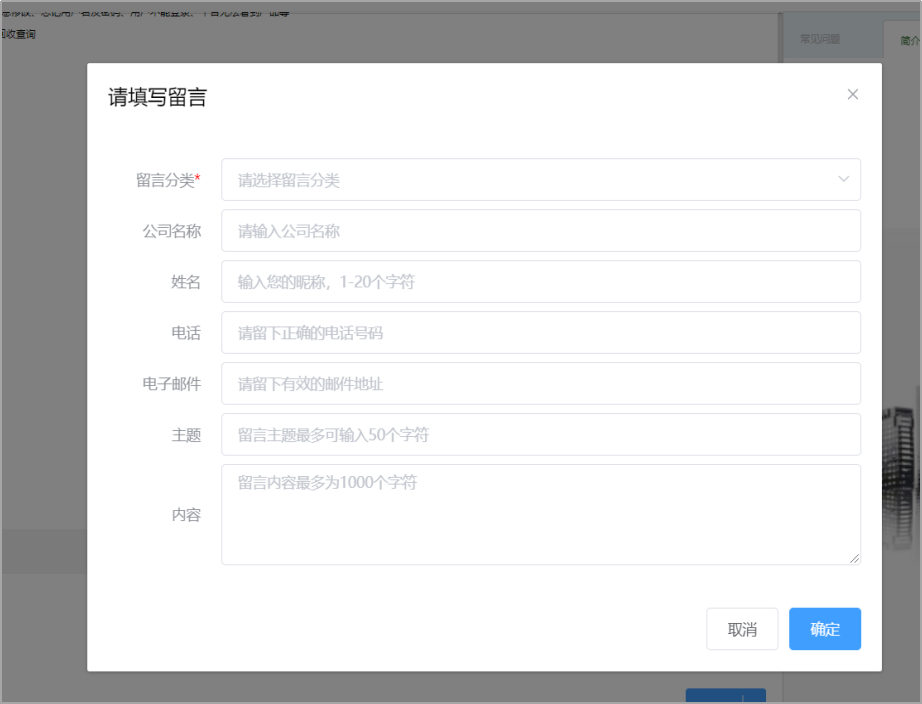 回收查询
常见问题
简介
请填写留言
留言分类*
请选择留言分类
公司名称
请输入公司名称
姓名
输入您的昵称，1-20个字符
电话
请留下正确的电话号码
电子邮件
请留下有效的邮件地址
主题
留言主题最多可输入50个字符
内容
留言内容最多为1000个字符
取消
确定